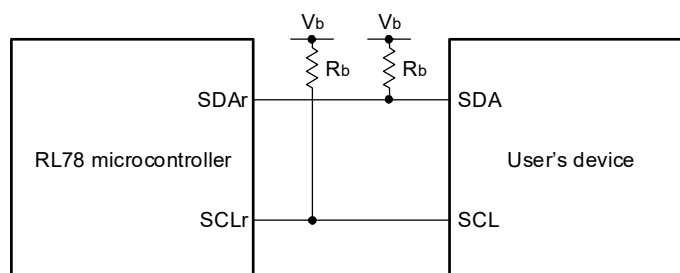 Vb Vb
Rb Rb
SDAr SDA
RL78 microcontroller User’s device
SCLr SCL